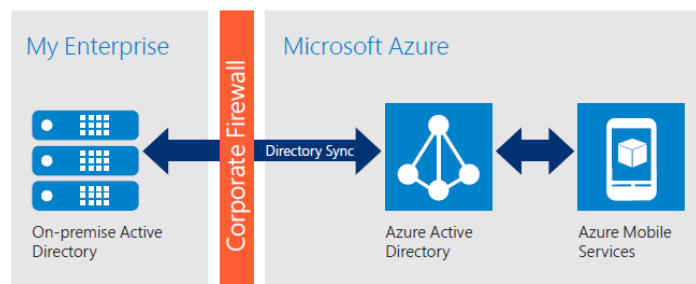 My Enterprise
Corporate Firewall
Microsoft Azure
Directory Sync
On-premise Active
Directory
Azure Active
Directory
Azure Mobile
Services